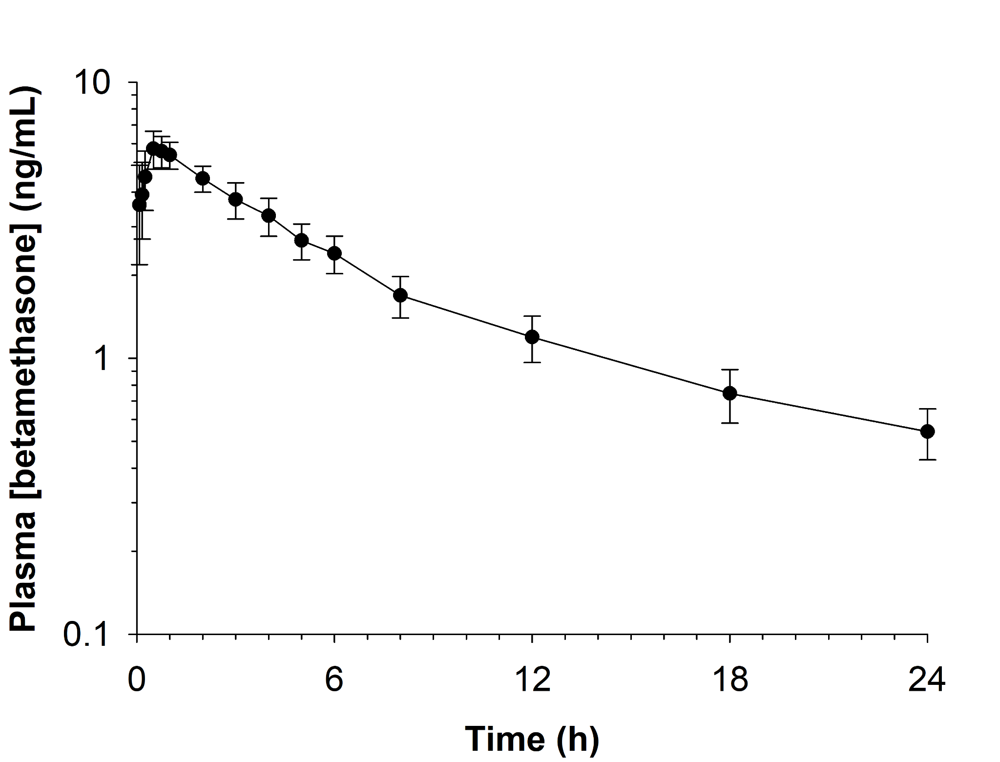 Plasma [betamethasone] (ng/mL)
10
1
0.1
0 6 12 18 24
Time (h)